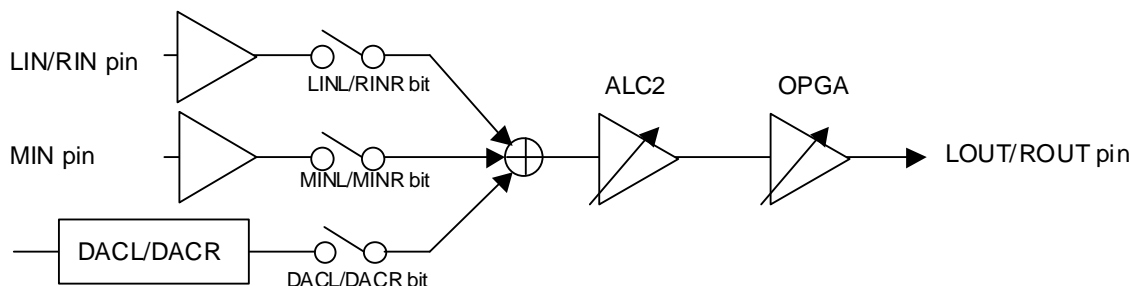 LIN/RIN pin
LINL/RINR bit
ALC2
OPGA
MIN pin
MINL/MINR bit
LOUT/ROUT pin
DACL/DACR
DACL/DACR bit